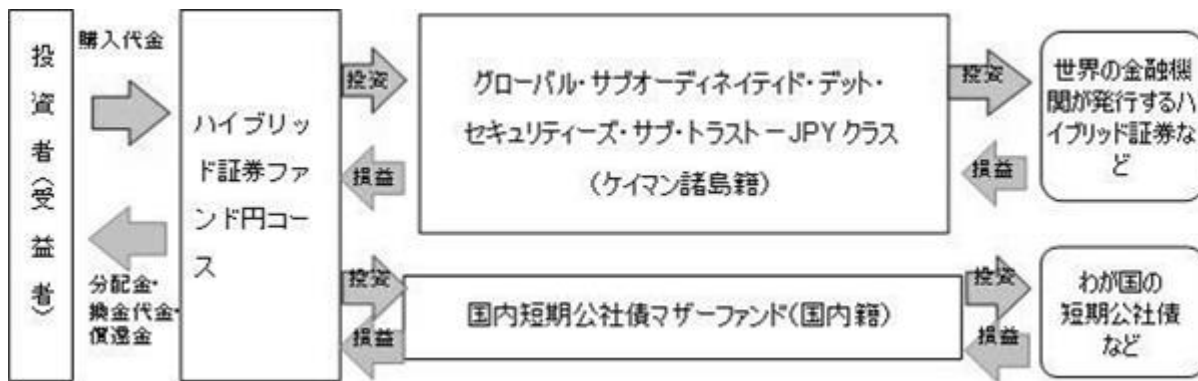 投資者（受益者）
購入代金
分配金・
換金代金・
償還金
ハイブリッ
ド証券ファ
ンド円コー
ス
投資
損益
グローバル・サブオーディネイティド・デット・
セキュリティーズ・サブ・トラスト－JPYクラス
（ケイマン諸島籍）
投資
損益
世界の金融機
関が発行するハ
イブリッド証券な
ど
投資
損益
国内短期公社債マザーファンド（国内籍）
投資
損益
わが国の
短期公社債
など